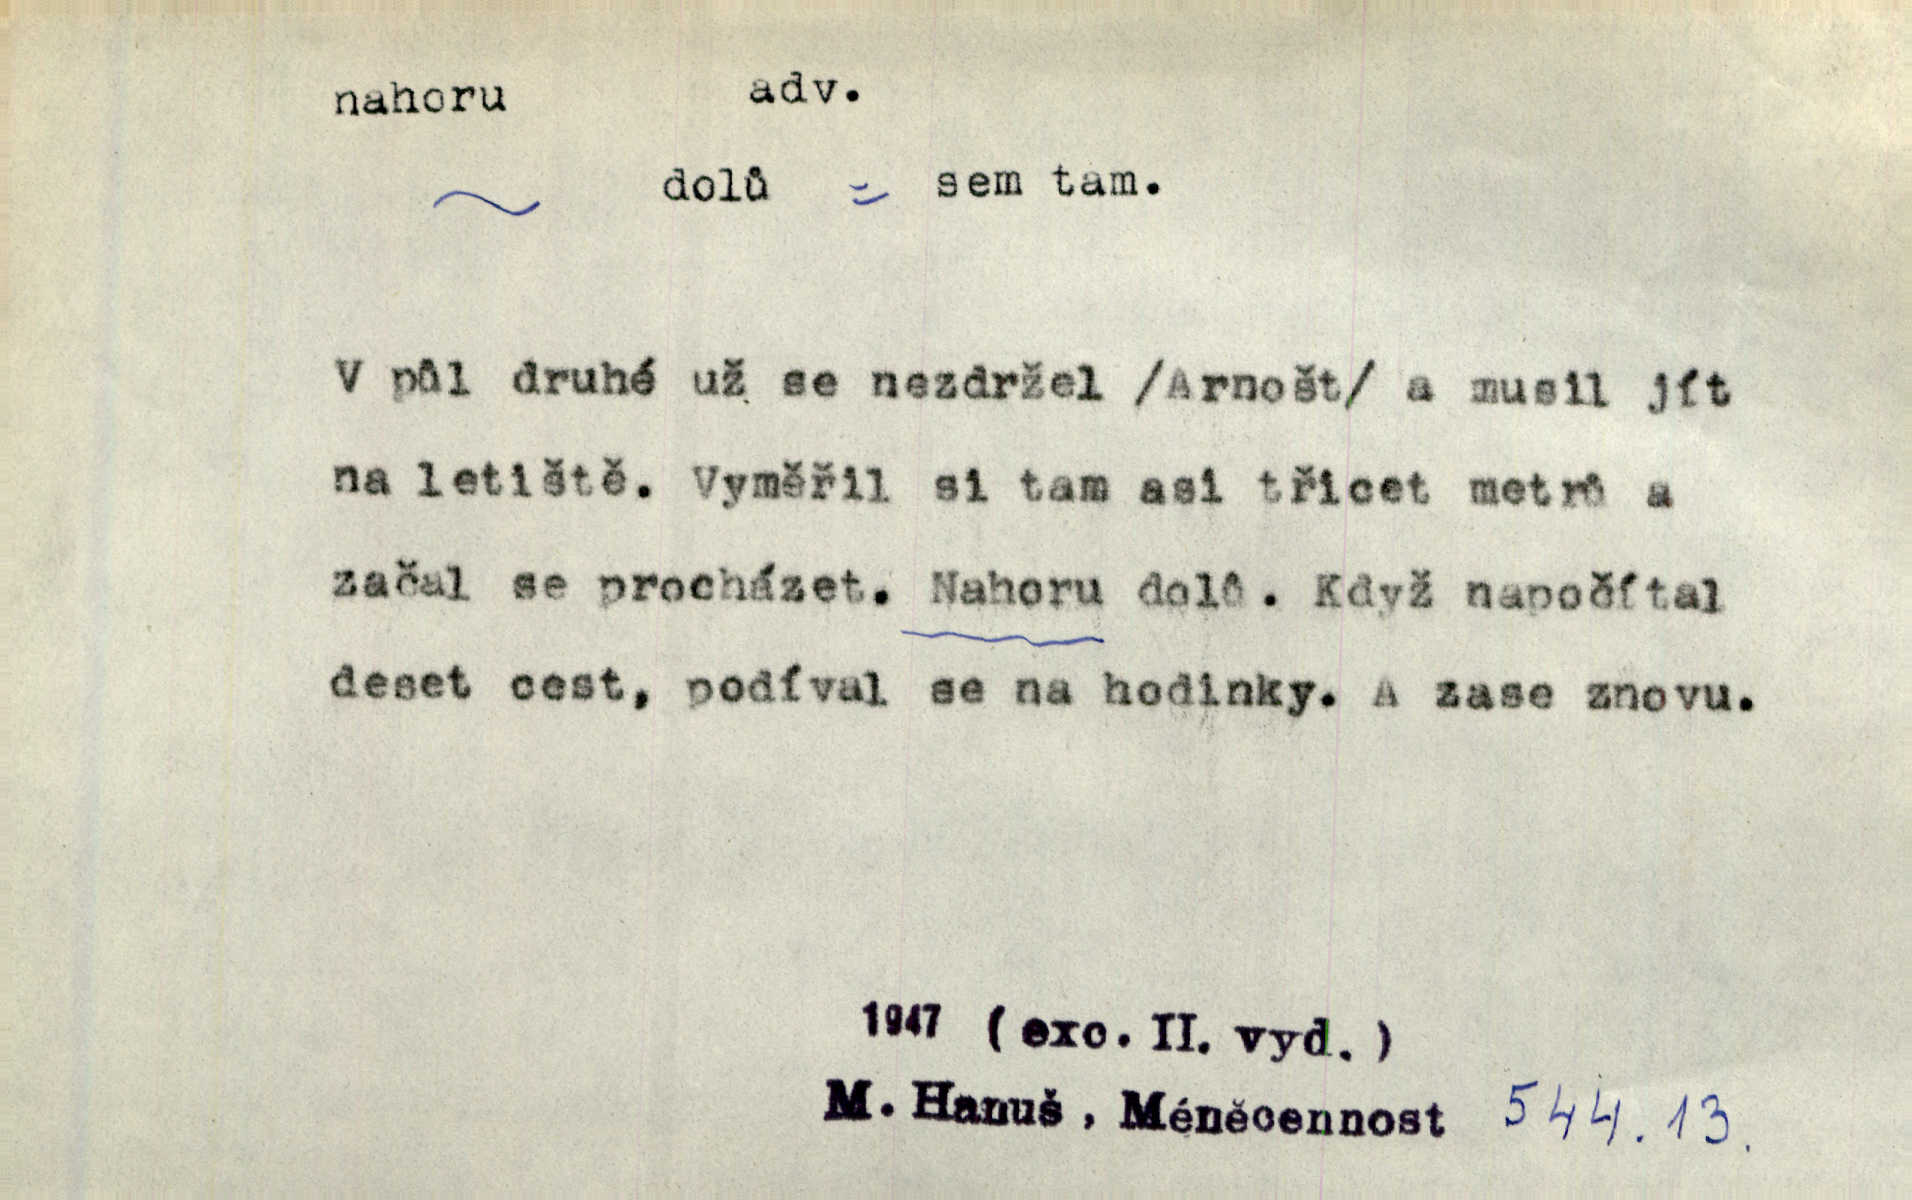 nahoru adv.
~ dolů = sem tam.
V půl druhé už se nezdržel /Arnošt/ a musil jít
na letiště. Vyměřil si tam asi třicet metrů a
začal se procházet. Nahoru dolů. Když napočítal
deset cest, podíval se na hodinky. A zase znovu.
1947 (exc. II. vyd.)
M. Hanuš, Méněcennost 544.13.